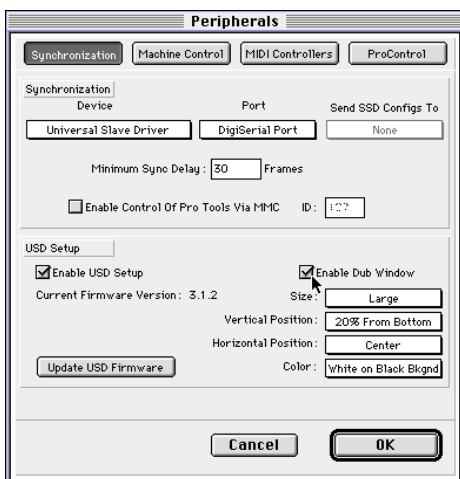 Peripherals
Synchronization Machine Control MIDI Controllers ProControl
Synchronization
Device Port Send SSD Configs To
Universal Slave Driver DigiSerial Port None
Minimum Sync Delay: 30 Frames
Enable Control Of Pro Tools Via MMC ID:
USD Setup
Enable USD Setup Enable Dub Window
Current Firmware Version: 3.1.2 Size: Large
Vertical Position: 20% From Bottom
Horizontal Position: Center
Update USD Firmware Color: White on Black Bkgnd
Cancel OK